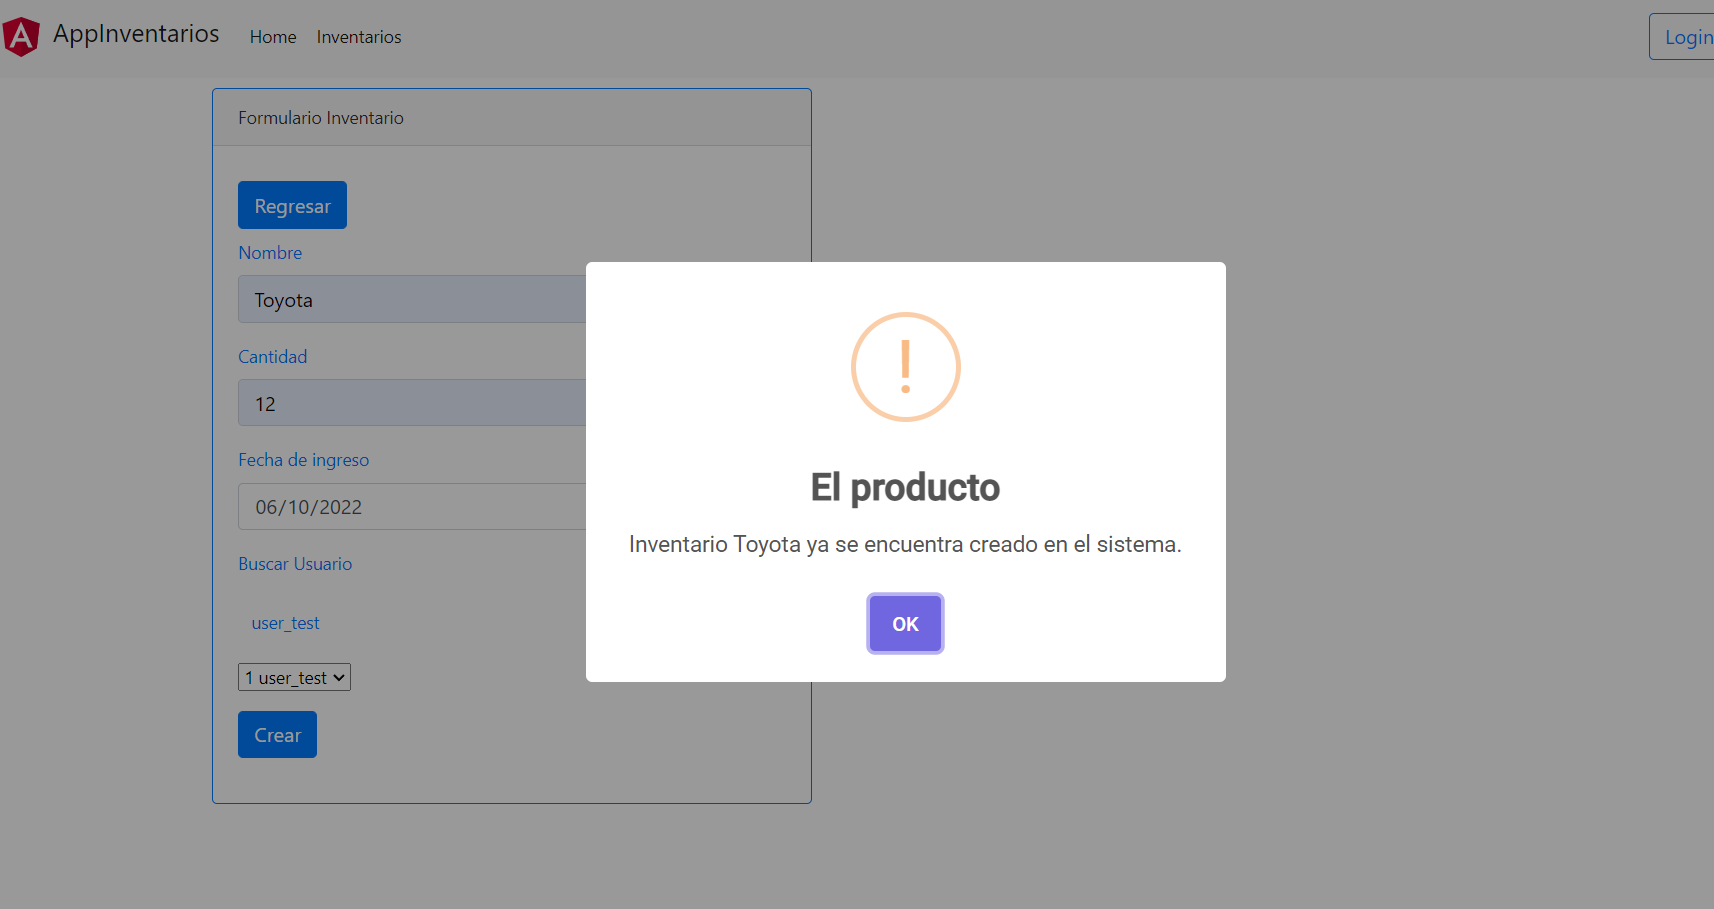 AppInventarios Home Inventarios Login
Formulario Inventario
Regresar
Nombre
Toyota
Cantidad
12
Fecha de ingreso
06/10/2022
Buscar Usuario
user_test
1 user_test
Crear
!
El producto
Inventario Toyota ya se encuentra creado en el sistema.
OK